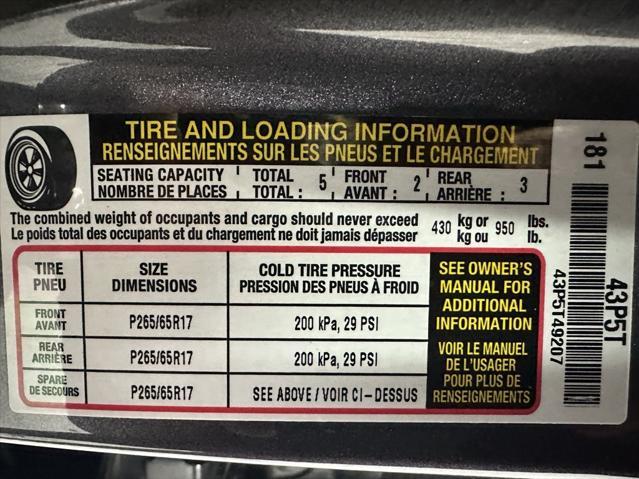 TIRE AND LOADING INFORMATION
RENSEIGNEMENTS SUR LES PNEUS ET LE CHARGEMENT
SEATING CAPACITY TOTAL 5 FRONT 2 REAR 3
NOMBRE DE PLACES TOTAL : AVANT : ARRIÈRE :
The combined weight of occupants and cargo should never exceed 430 kg or 950 lbs.
Le poids total des occupants et du chargement ne doit jamais dépasser kg ou lb.
TIRE SIZE COLD TIRE PRESSURE
PNEU DIMENSIONS PRESSION DES PNEUS À FROID
FRONT
AVANT P265/65R17 200 kPa, 29 PSI
REAR
ARRIÈRE P265/65R17 200 kPa, 29 PSI
SPARE
DE SECOURS P265/65R17 SEE ABOVE / VOIR CI-DESSUS
SEE OWNER'S
MANUAL FOR
ADDITIONAL
INFORMATION
VOIR LE MANUEL
DE L'USAGER
POUR PLUS DE
RENSEIGNEMENTS
181
43P5T49207
43P5T